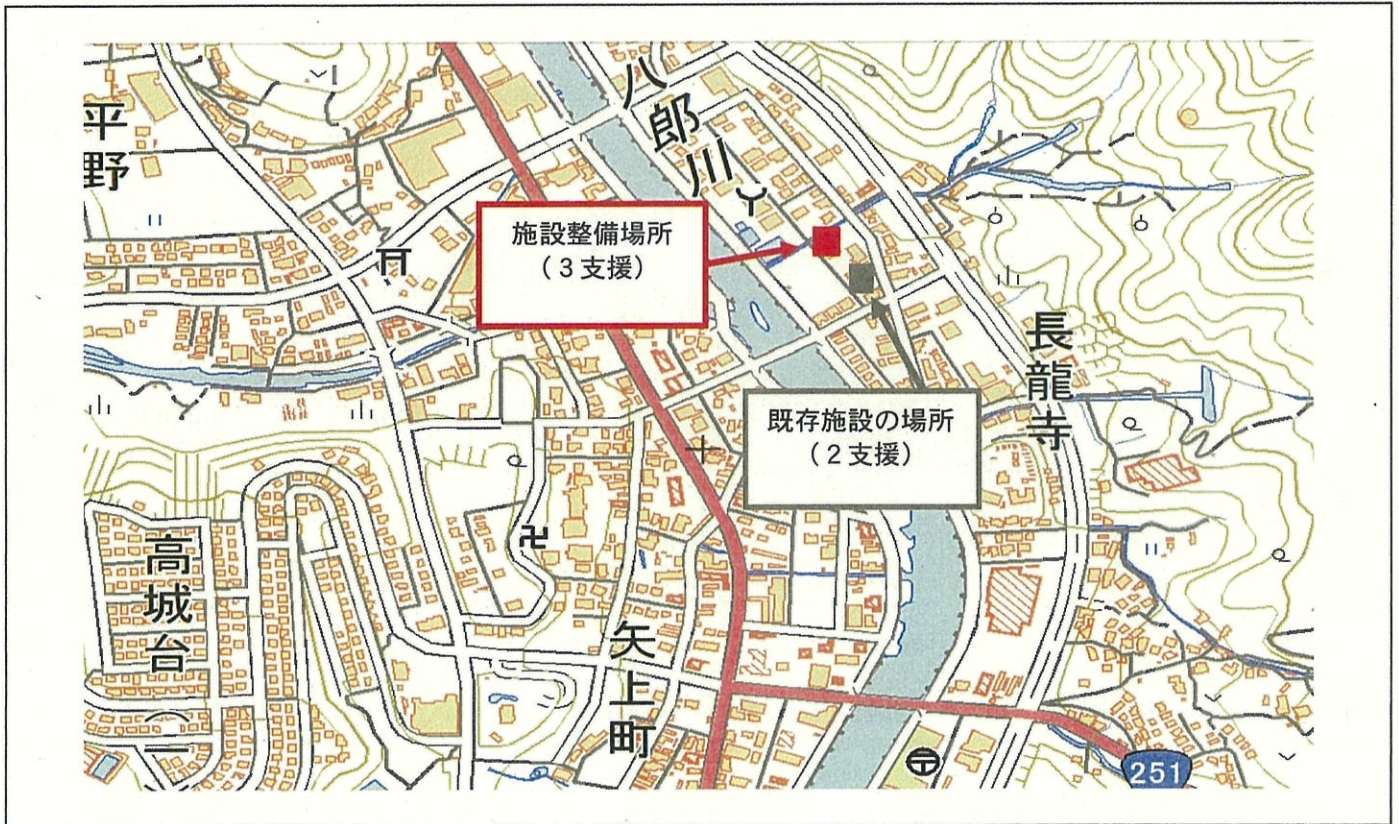 八郎川
平野
施設整備場所
（3支援）
長龍寺
既存施設の場所
（2支援）
高城台（一
矢上町
251